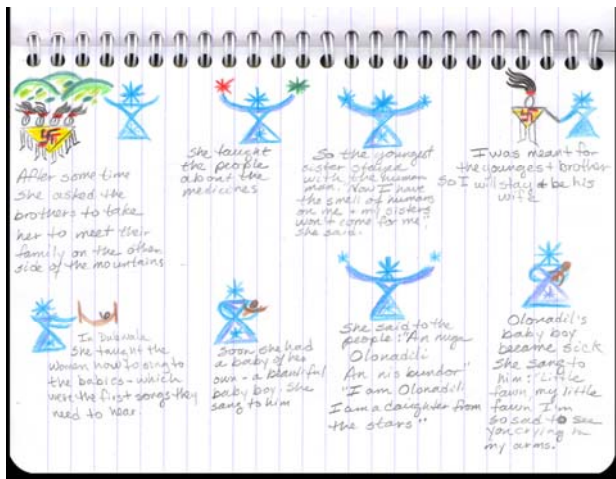 After some time
she asked the
brothers to take
her to meet their
family on the other
side of the mountains
she taught
the people
about the
medicines
So the youngest
sister stayed
with the human
man. Now I have
the smell of humans
on me & my sisters
won't come for me,
she said.
I was meant for
the youngest brother
So I will stay & be his
wife
In Dulewala
She taught the
women how to sing to
the babies - which
were the first songs they
need to hear.
Soon she had
a baby of her
own - a beautiful
baby boy. She
sang to him
She said to the
people: "An
Olonadili
An nis bundor"
"I am Olonadili
I am a daughter from
the stars"
Olonadil's
baby boy
became sick
She sang to
him: "Little
fawn, my little
fawn I'm
so sad to see
you crying in
my arms.